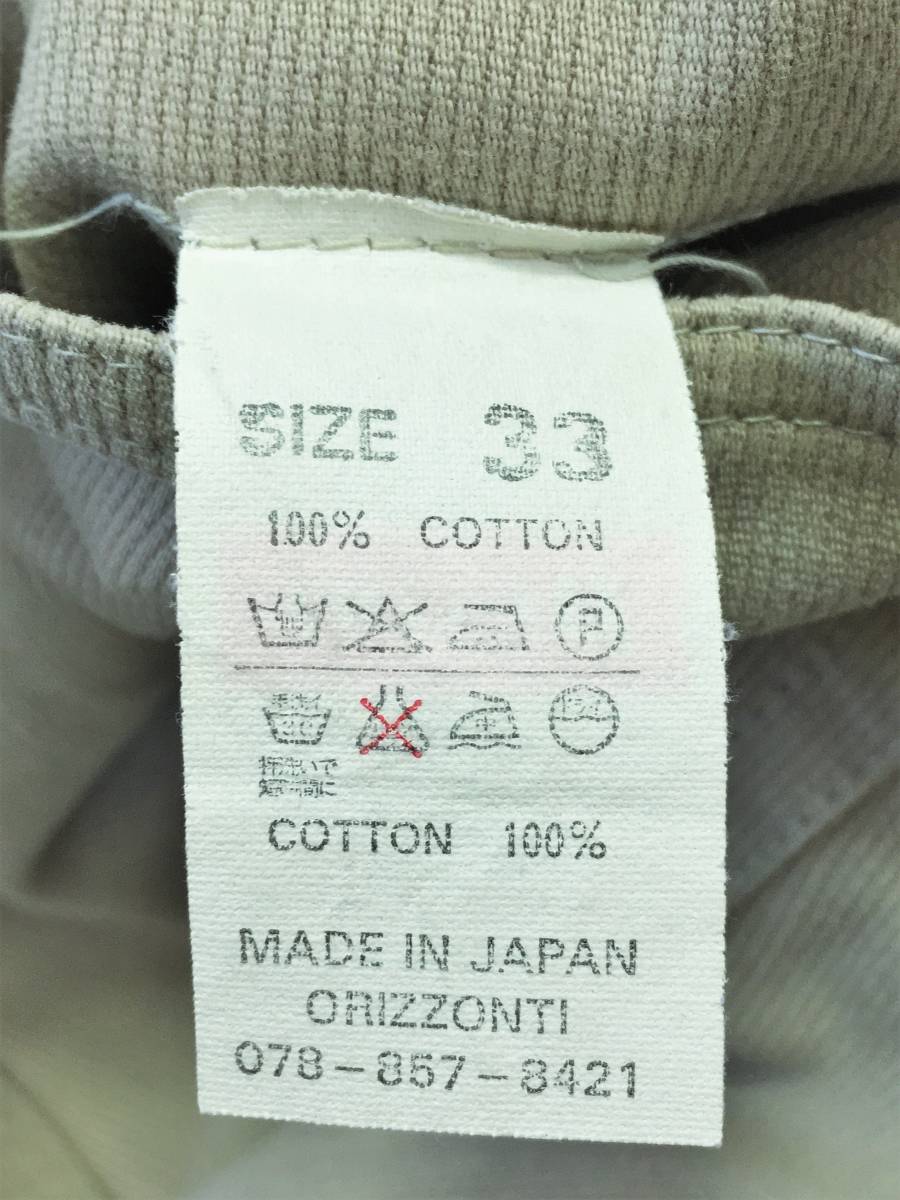 SIZE 33
100% COTTON
P
COTTON 100%
MADE IN JAPAN
ORIZZONTI
078-857-8421